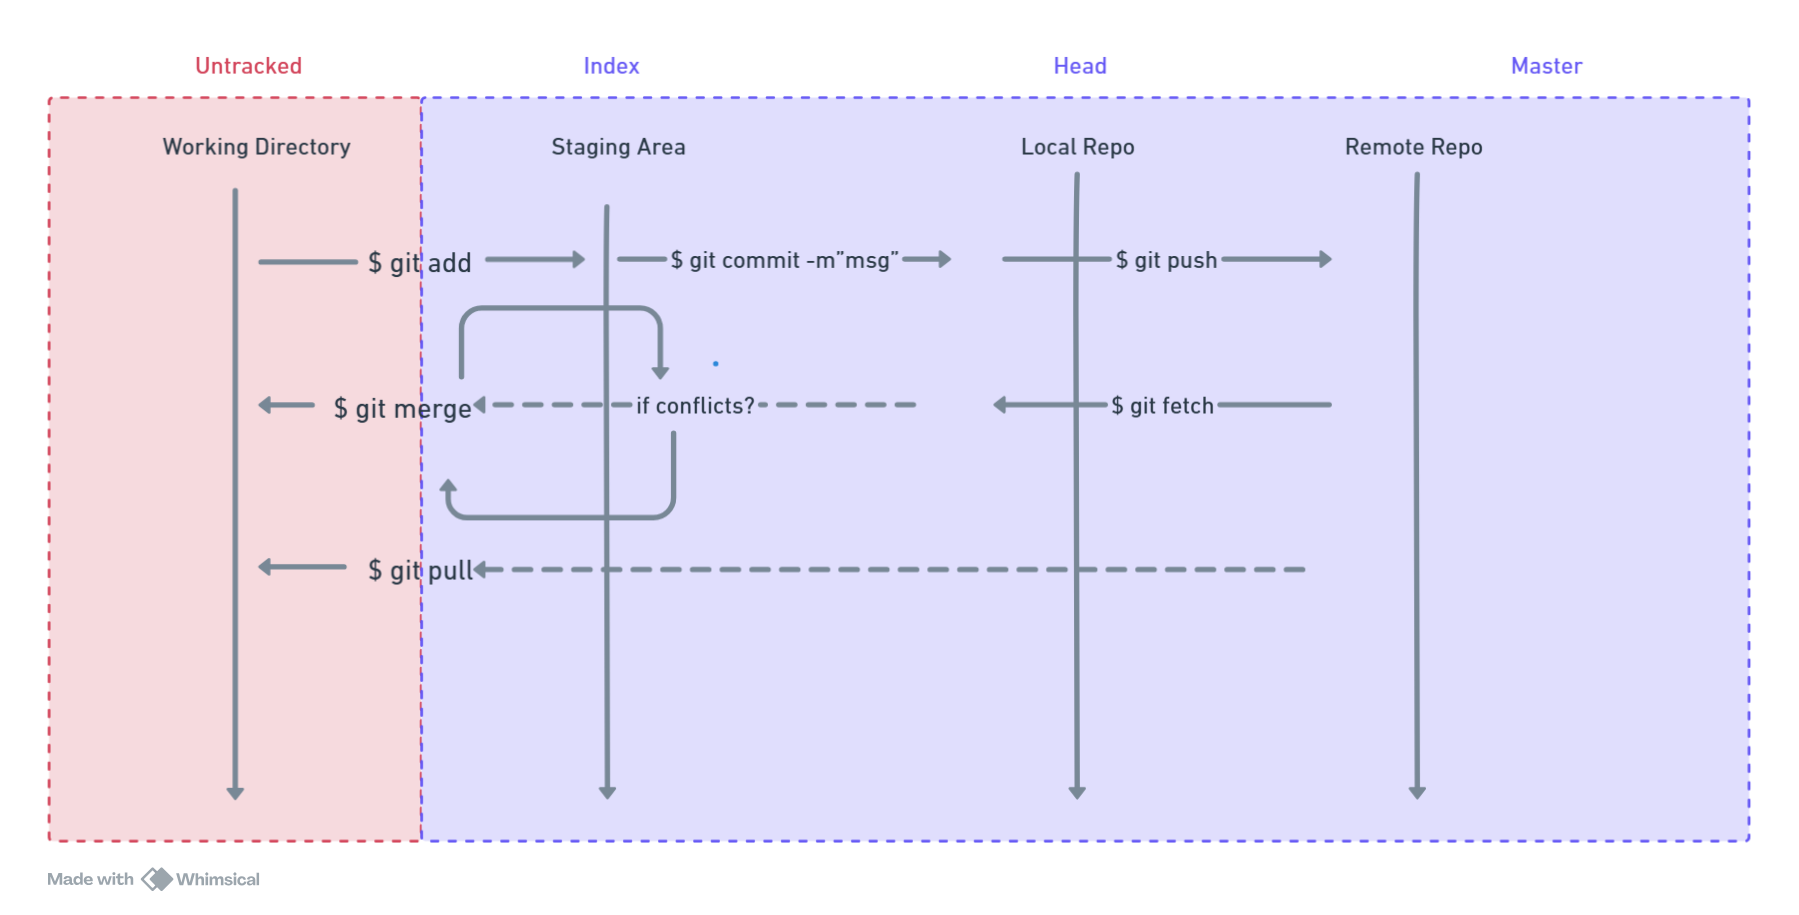 Untracked
Index
Head
Master
Working Directory
Staging Area
Local Repo
Remote Repo
$ git add
$ git commit -m”msg”
$ git push
$ git merge
if conflicts?
$ git fetch
$ git pull
Made with Whimsical